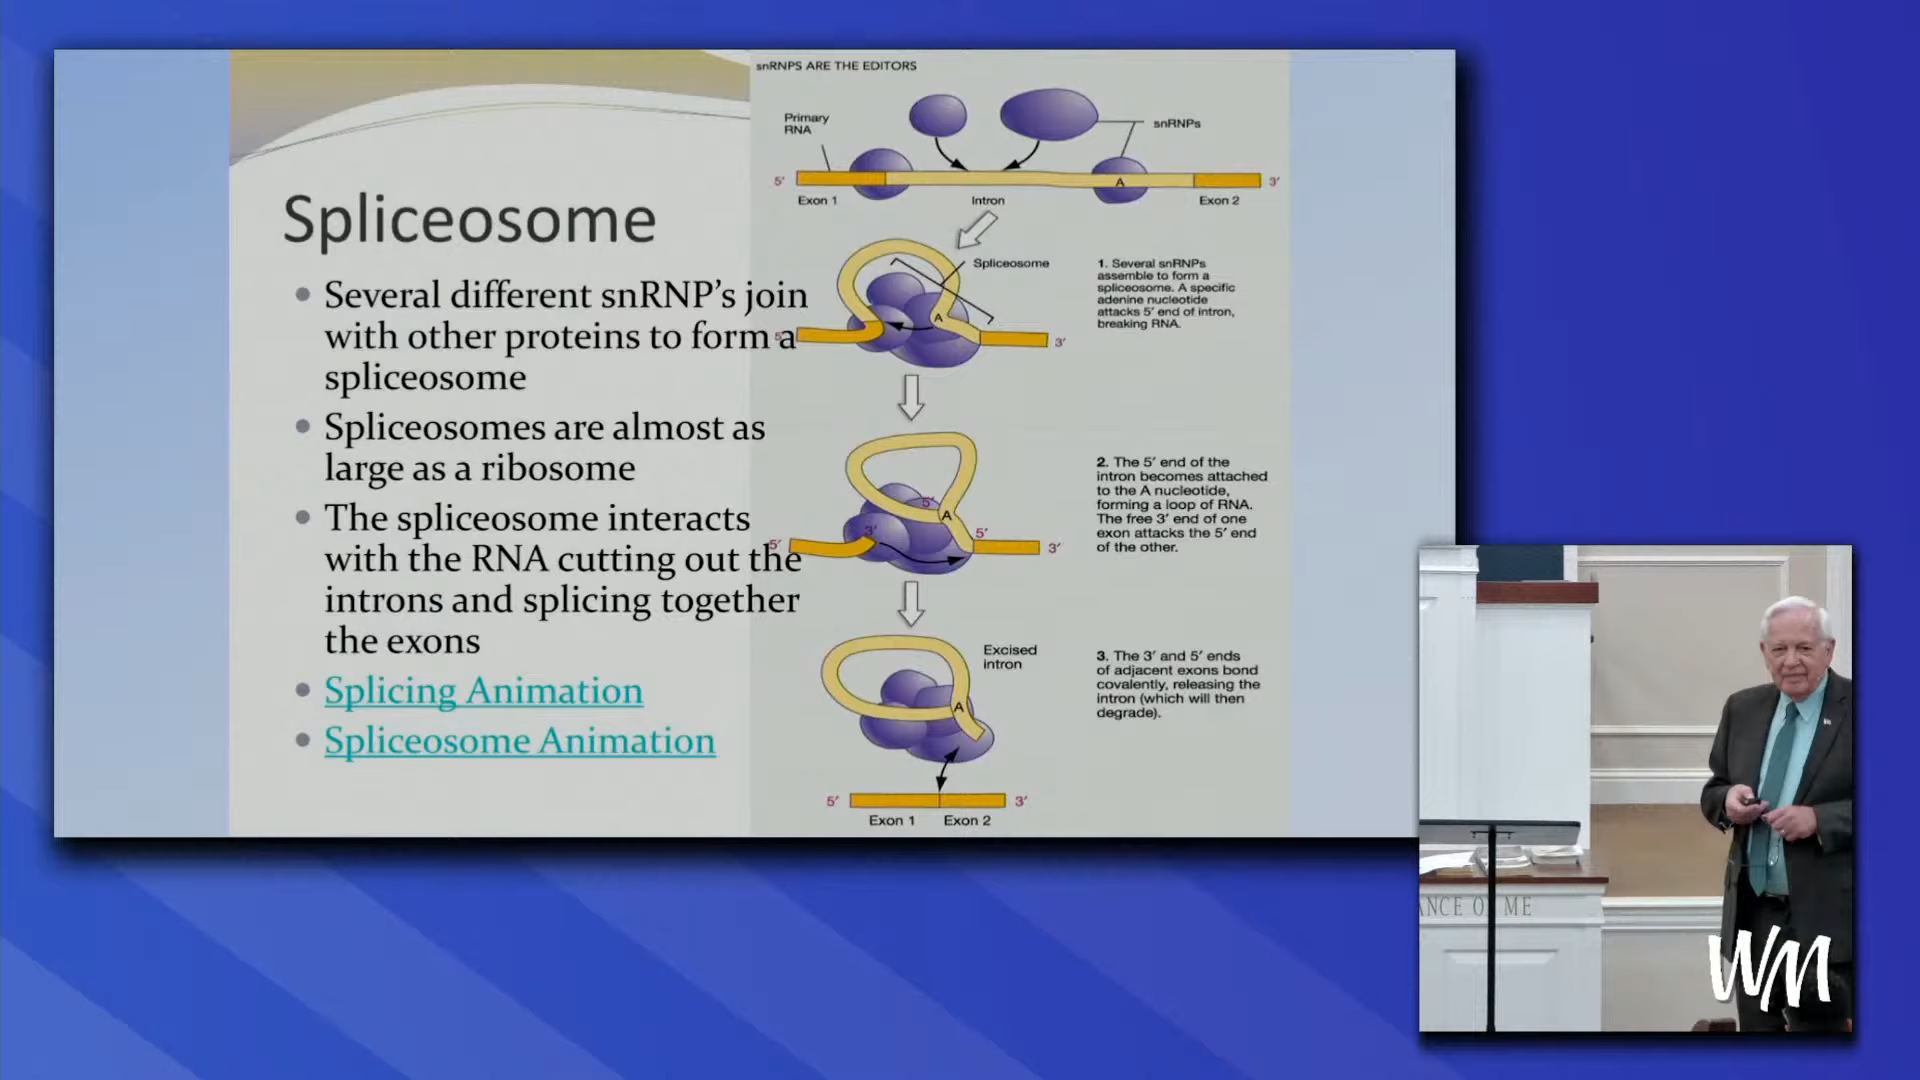 snRNPS ARE THE EDITORS
Primary
RNA
snRNPs
5′
A
3′
Exon 1
Intron
Exon 2
Spliceosome
• Several different snRNP’s join
with other proteins to form a
spliceosome
• Spliceosomes are almost as
large as a ribosome
• The spliceosome interacts
with the RNA cutting out the
introns and splicing together
the exons
• Splicing Animation
• Spliceosome Animation
Spliceosome
A
5′
3′
1. Several snRNPs
assemble to form a
spliceosome. A specific
adenine nucleotide
attacks 5′ end of intron,
breaking RNA.
5′
A
3′
5′
5′
3′
2. The 5′ end of the
intron becomes attached
to the A nucleotide,
forming a loop of RNA.
The free 3′ end of one
exon attacks the 5′ end
of the other.
Excised
intron
A
3. The 3′ and 5′ ends
of adjacent exons bond
covalently, releasing the
intron (which will then
degrade).
5′
3′
Exon 1
Exon 2
ANCE OF ME
WM